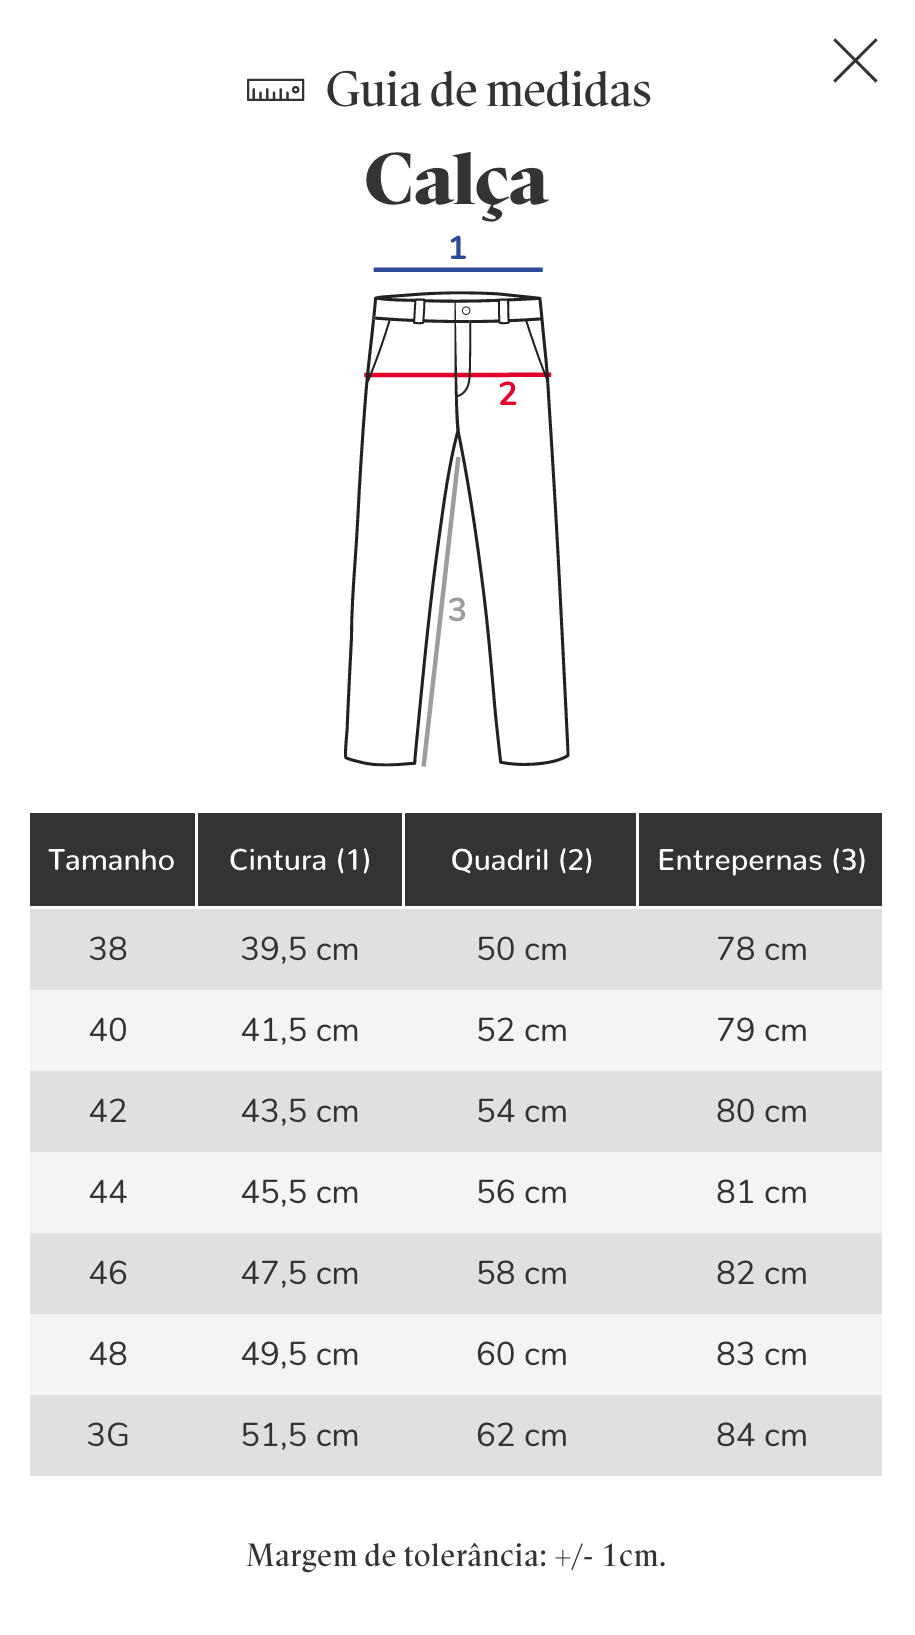 Guia de medidas
Calça
1
2
3
Tamanho Cintura (1) Quadril (2) Entrepernas (3)
38 39,5 cm 50 cm 78 cm
40 41,5 cm 52 cm 79 cm
42 43,5 cm 54 cm 80 cm
44 45,5 cm 56 cm 81 cm
46 47,5 cm 58 cm 82 cm
48 49,5 cm 60 cm 83 cm
3G 51,5 cm 62 cm 84 cm
Margem de tolerância: +/- 1cm.